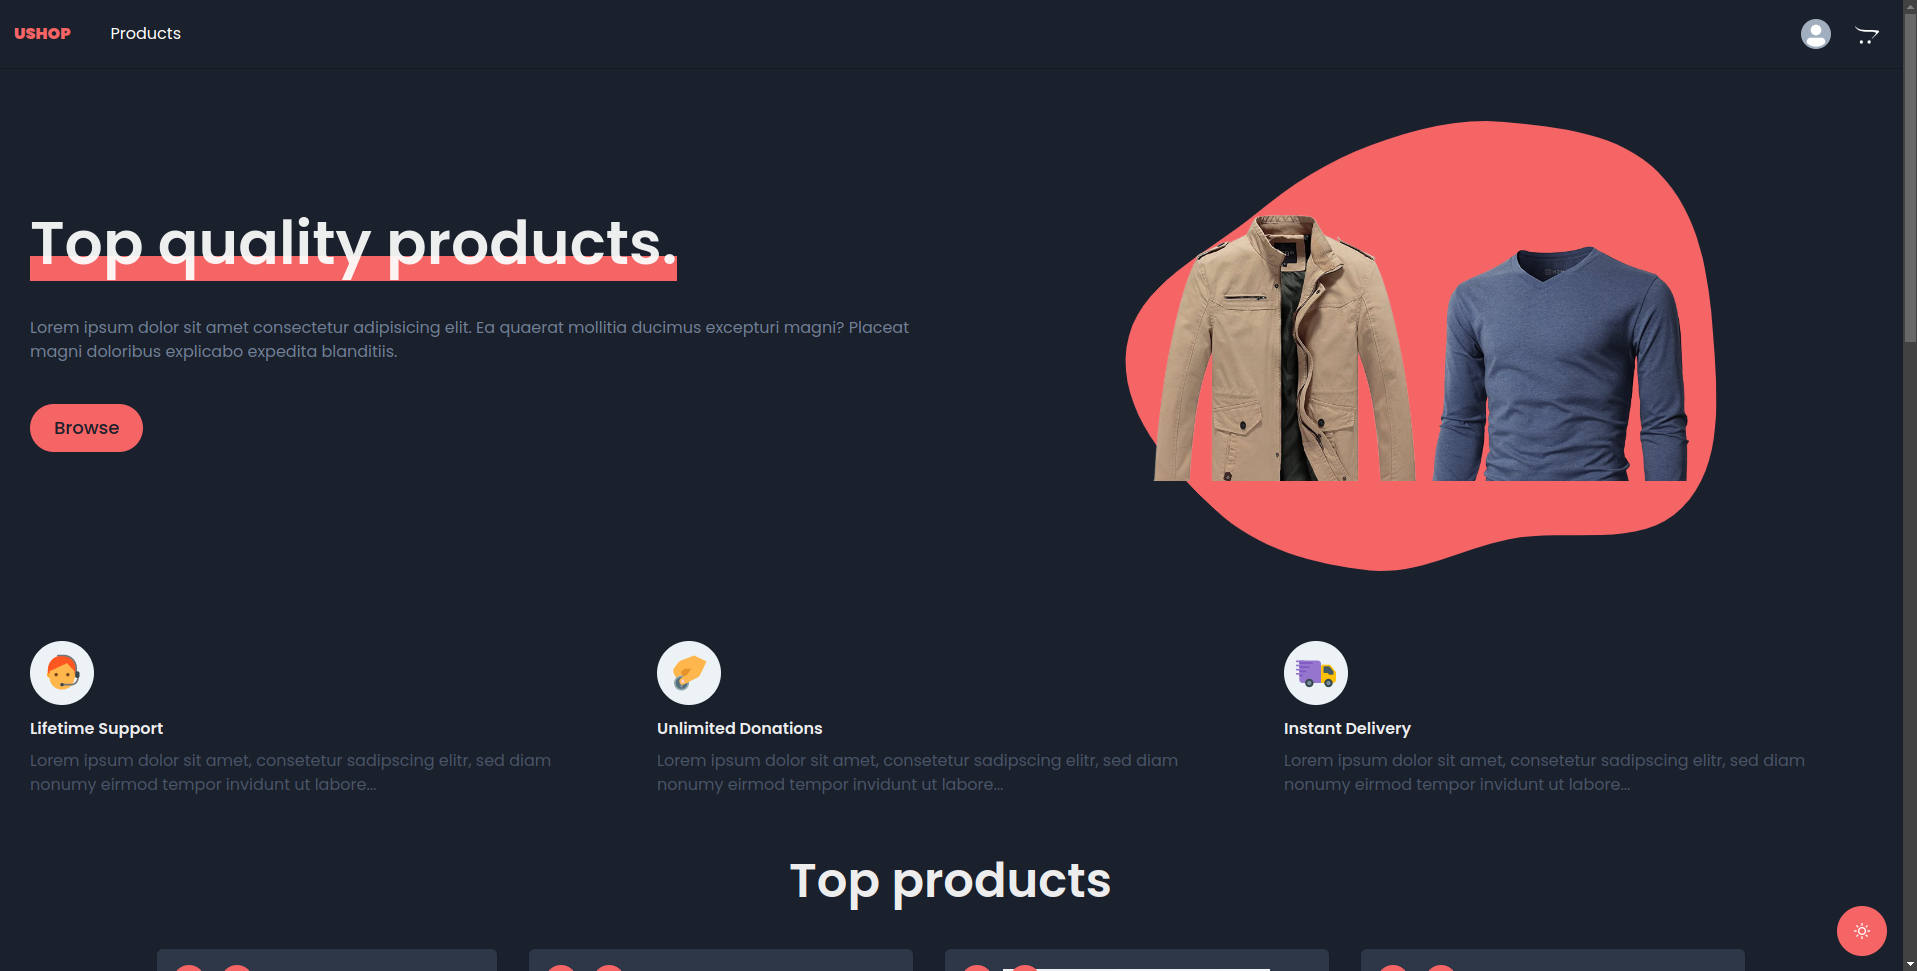 USHOP
Products
Top quality products.
Lorem ipsum dolor sit amet consectetur adipisicing elit. Ea quaerat mollitia ducimus excepturi magni? Placeat
magni doloribus explicabo expedita blanditiis.
Browse
Lifetime Support
Lorem ipsum dolor sit amet, consetetur sadipscing elitr, sed diam
nonumy eirmod tempor invidunt ut labore...
Unlimited Donations
Lorem ipsum dolor sit amet, consetetur sadipscing elitr, sed diam
nonumy eirmod tempor invidunt ut labore...
Instant Delivery
Lorem ipsum dolor sit amet, consetetur sadipscing elitr, sed diam
nonumy eirmod tempor invidunt ut labore...
Top products